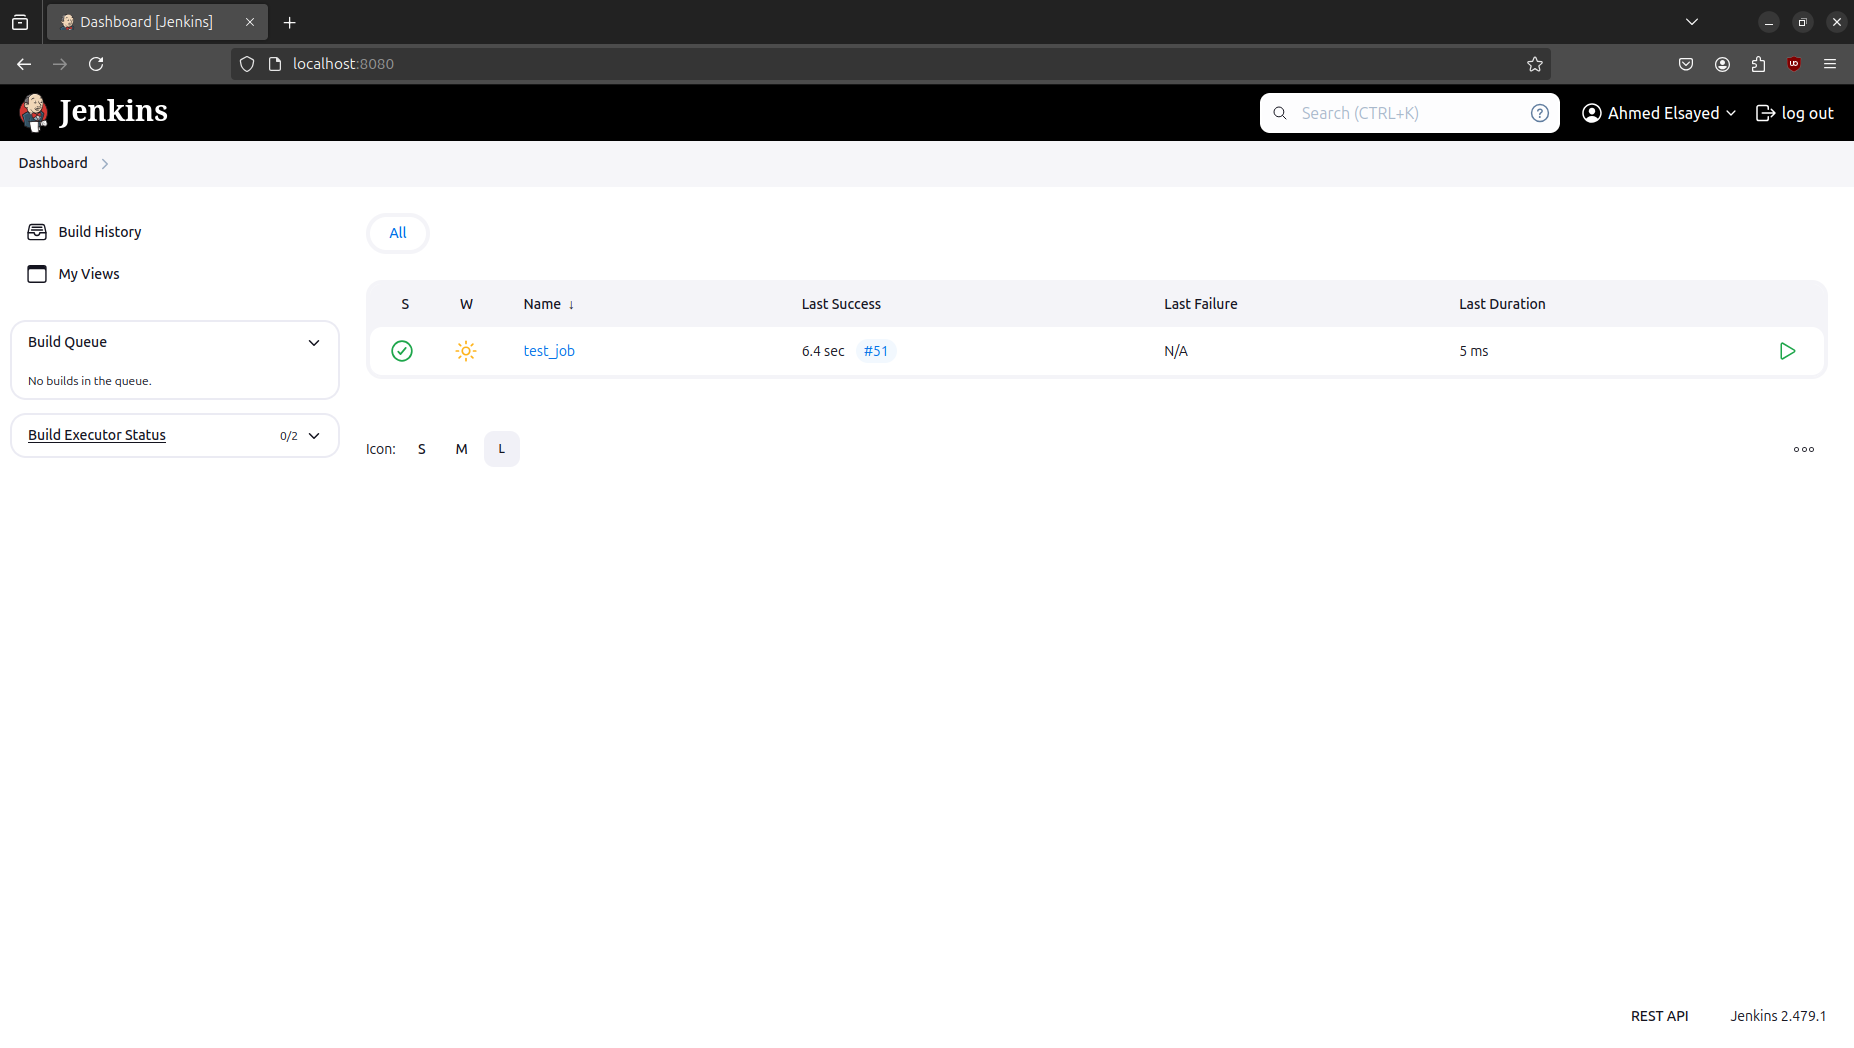 Dashboard [Jenkins]
localhost:8080
Jenkins
Search (CTRL+K)
Ahmed Elsayed
log out
Dashboard
Build History
My Views
Build Queue
No builds in the queue.
Build Executor Status 0/2
All
S W Name ↓ Last Success Last Failure Last Duration
test_job 6.4 sec #51 N/A 5 ms
Icon: S M L
REST API Jenkins 2.479.1